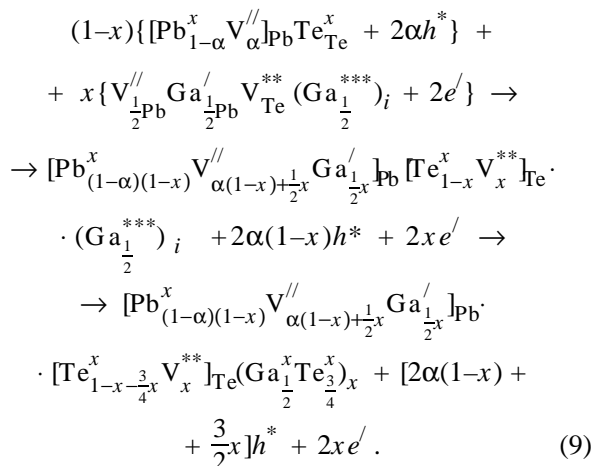 (1–x){[Pb^x_{1–α} V^{//}_α]_{Pb}Te^x_{Te} + 2αh^*} +
+ x{V^{//}_{½Pb} Ga^/_{½Pb} V^{**}_{Te} (Ga^{***}_{½})_i + 2e^/} →
→ [Pb^x_{(1–α)(1–x)} V^{//}_{α(1–x)+½x} Ga^/_{½x}]_{Pb} [Te^x_{1–x} V^{**}_x]_{Te}·
· (Ga^{***}_{½})_i +2α(1–x)h* + 2xe^/ →
→ [Pb^x_{(1–α)(1–x)} V^{//}_{α(1–x)+½x} Ga^/_{½x}]_{Pb}·
· [Te^x_{1–x–¾x} V^{**}_x]_{Te}(Ga^x_{½} Te^x_{¾})_x + [2α(1–x) +
+ 3/2 x]h^* + 2xe^/ . (9)